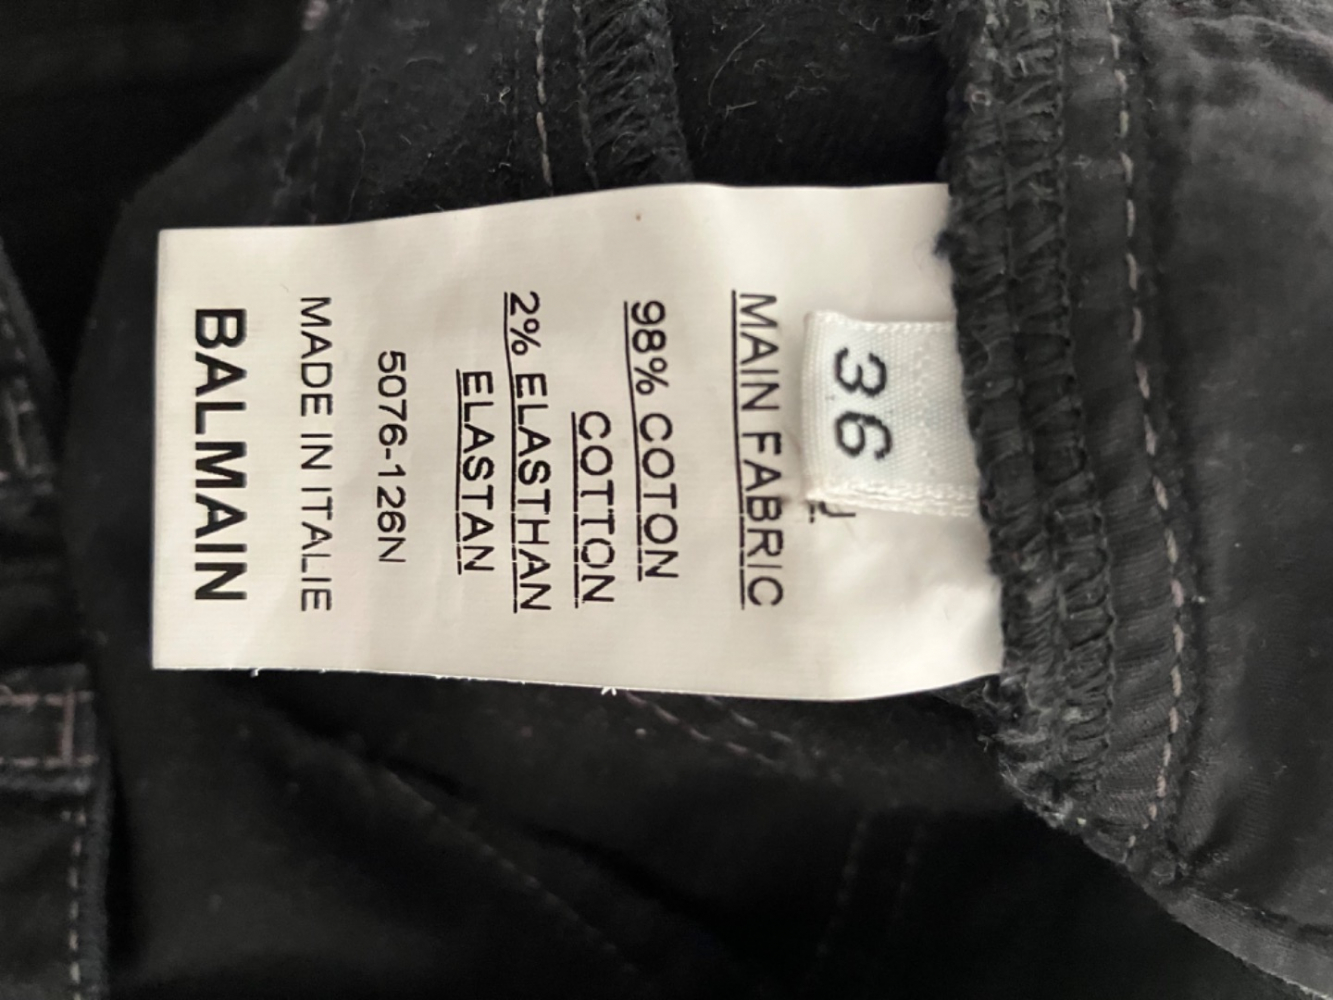 36
MAIN FABRIC
98% COTON
COTTON
2% ELASTHAN
ELASTAN
5076-126N
MADE IN ITALIE
BALMAIN